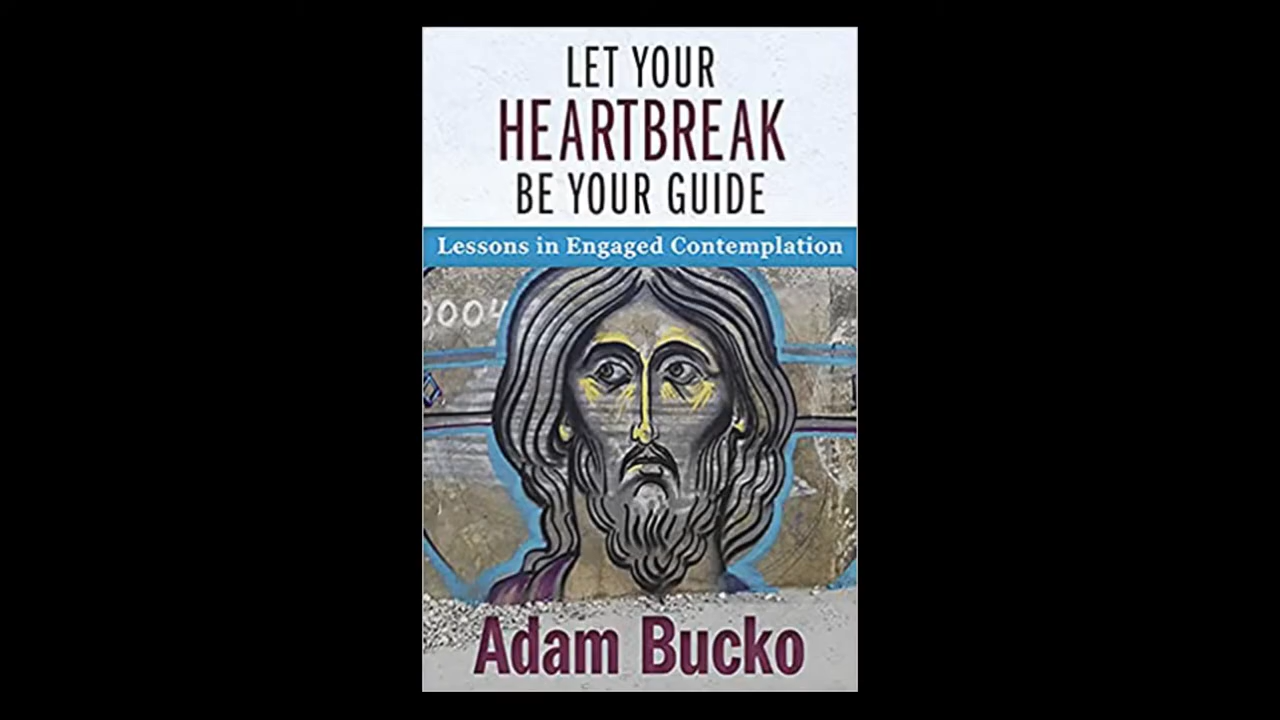 LET YOUR
HEARTBREAK
BE YOUR GUIDE
Lessons in Engaged Contemplation
0004
Adam Bucko